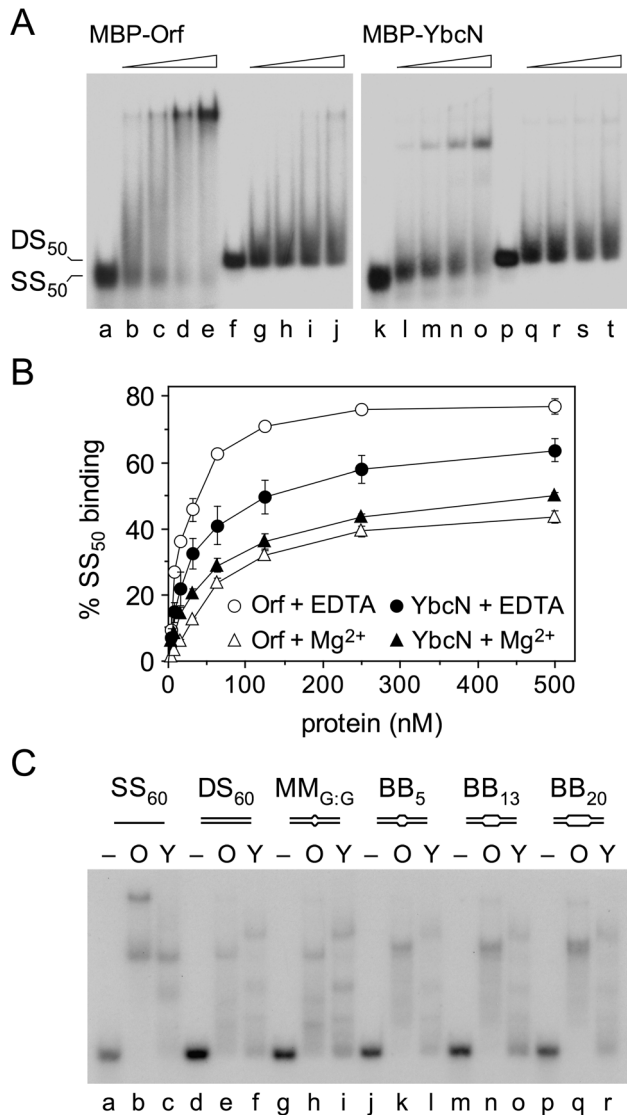 A
MBP-Orf MBP-YbcN
DS50
SS50
a b c d e f g h i j k l m n o p q r s t
B
80
60
40
20
0
% SS50 binding
Orf + EDTA YbcN + EDTA
Orf + Mg2+ YbcN + Mg2+
0 100 200 300 400 500
protein (nM)
C
SS60 DS60 MMG:G BB5 BB13 BB20
– O Y – O Y – O Y – O Y – O Y – O Y
a b c d e f g h i j k l m n o p q r